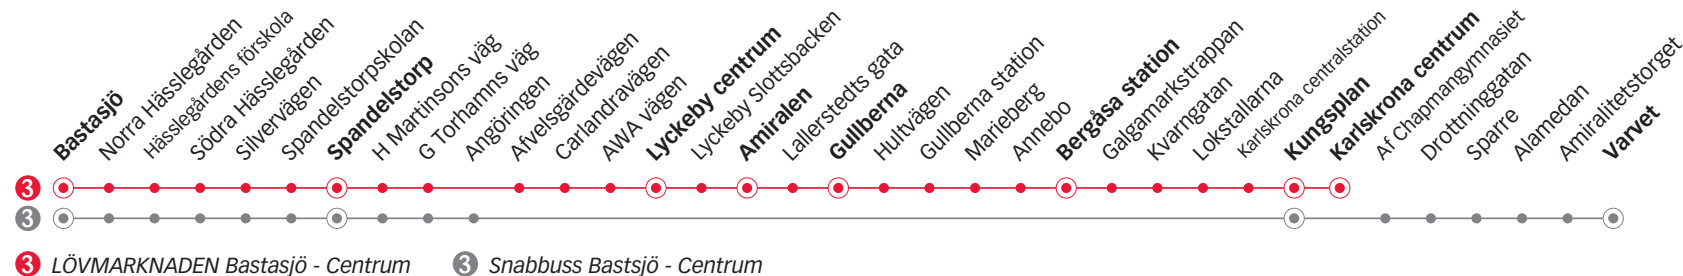 Bastasjö
Norra Hässlegården
Hässlegårdens förskola
Södra Hässlegården
Silvervägen
Spandelstorpskolan
Spandelstorp
H Martinsons väg
G Torhamns väg
Angöringen
Afvelsgärdevägen
Carlandravägen
AWA vägen
Lyckeby centrum
Lyckeby Slottsbacken
Amiralen
Lallerstedts gata
Gullberna
Hultvägen
Gullberna station
Marieberg
Annebo
Bergåsa station
Galgamarkstrappan
Kvarngatan
Lokstallarna
Karlskrona centralstation
Kungsplan
Karlskrona centrum
Af Chapmangymnasiet
Drottninggatan
Sparre
Alamedan
Amiralitetstorget
Varvet
3
3
3 LÖVMARKNADEN Bastasjö - Centrum
3 Snabbuss Bastsjö - Centrum